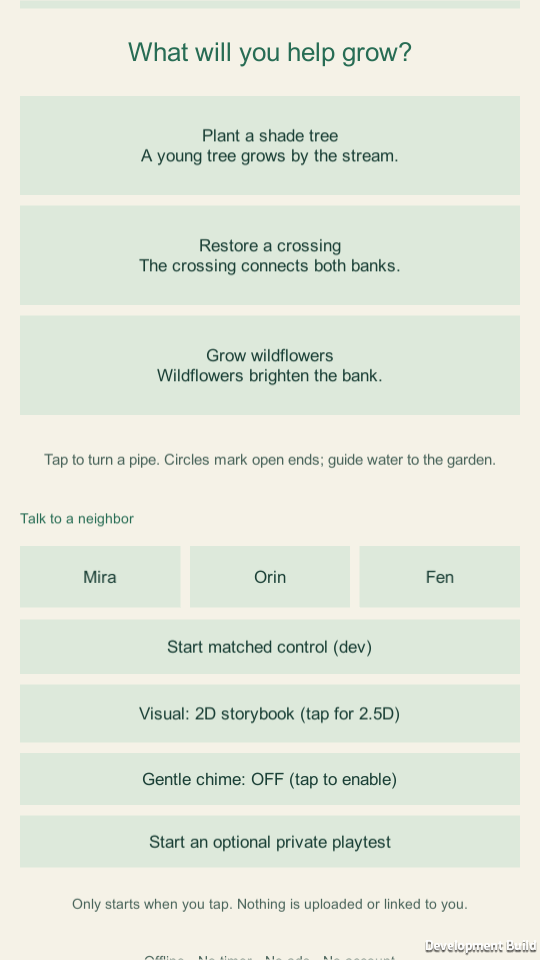 What will you help grow?
Plant a shade tree
A young tree grows by the stream.
Restore a crossing
The crossing connects both banks.
Grow wildflowers
Wildflowers brighten the bank.
Tap to turn a pipe. Circles mark open ends; guide water to the garden.
Talk to a neighbor
Mira
Orin
Fen
Start matched control (dev)
Visual: 2D storybook (tap for 2.5D)
Gentle chime: OFF (tap to enable)
Start an optional private playtest
Only starts when you tap. Nothing is uploaded or linked to you.
Development Build